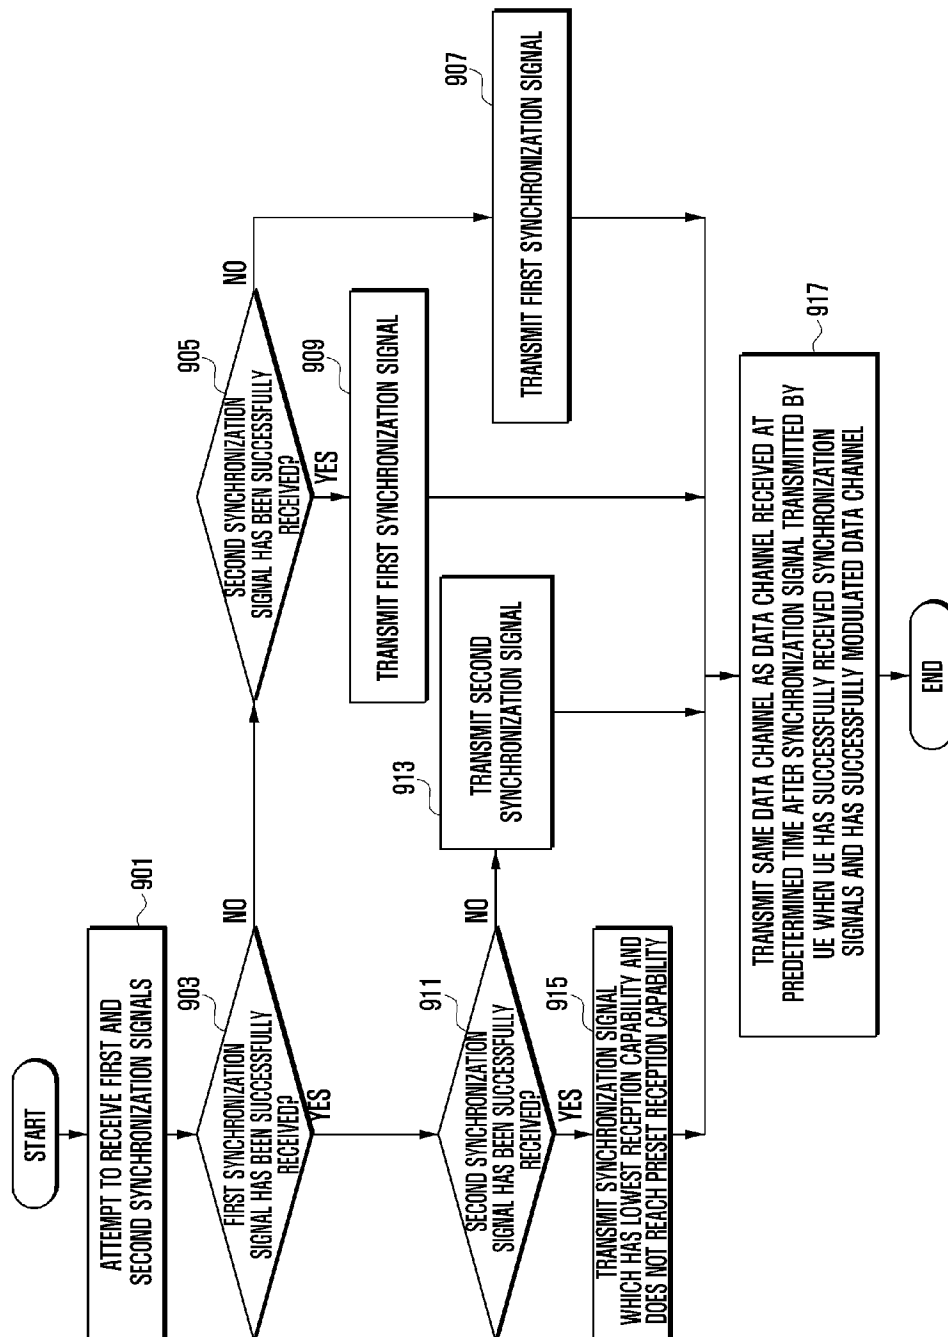 START
ATTEMPT TO RECEIVE FIRST AND
SECOND SYNCHRONIZATION SIGNALS
901
FIRST SYNCHRONIZATION
SIGNAL HAS BEEN SUCCESSFULLY
RECEIVED?
903
NO
YES
SECOND SYNCHRONIZATION
SIGNAL HAS BEEN SUCCESSFULLY
RECEIVED?
905
NO
YES
TRANSMIT FIRST SYNCHRONIZATION SIGNAL
909
TRANSMIT FIRST SYNCHRONIZATION SIGNAL
907
SECOND SYNCHRONIZATION
SIGNAL HAS BEEN SUCCESSFULLY
RECEIVED?
911
NO
YES
TRANSMIT SECOND
SYNCHRONIZATION SIGNAL
913
TRANSMIT SYNCHRONIZATION SIGNAL
WHICH HAS LOWEST RECEPTION CAPABILITY AND
DOES NOT REACH PRESET RECEPTION CAPABILITY
915
TRANSMIT SAME DATA CHANNEL AS DATA CHANNEL RECEIVED AT
PREDETERMINED TIME AFTER SYNCHRONIZATION SIGNAL TRANSMITTED BY
UE WHEN UE HAS SUCCESSFULLY RECEIVED SYNCHRONIZATION
SIGNALS AND HAS SUCCESSFULLY MODULATED DATA CHANNEL
917
END